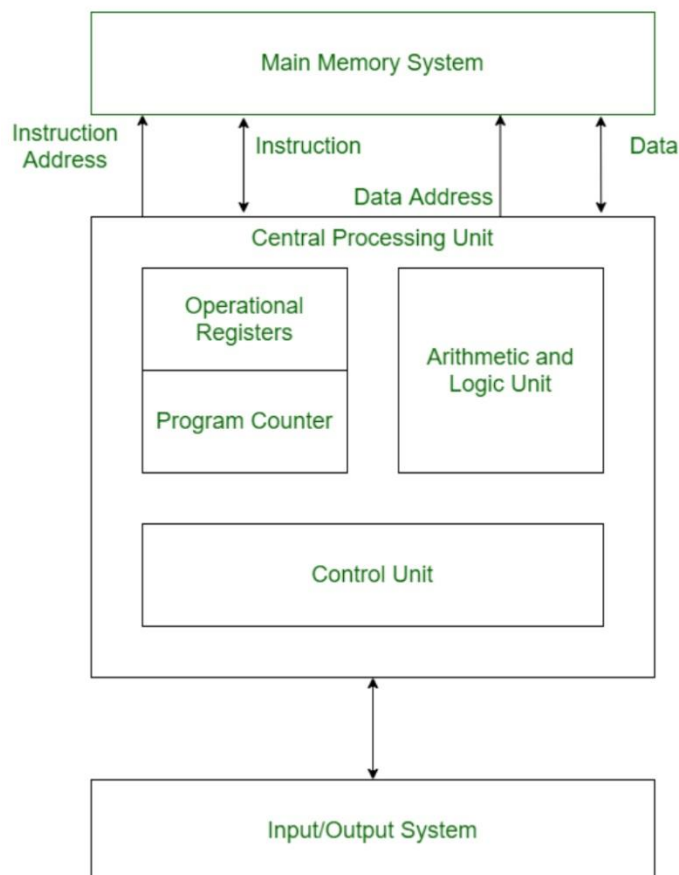 Main Memory System
Instruction
Address
Instruction
Data
Data Address
Central Processing Unit
Operational
Registers
Arithmetic and
Logic Unit
Program Counter
Control Unit
Input/Output System